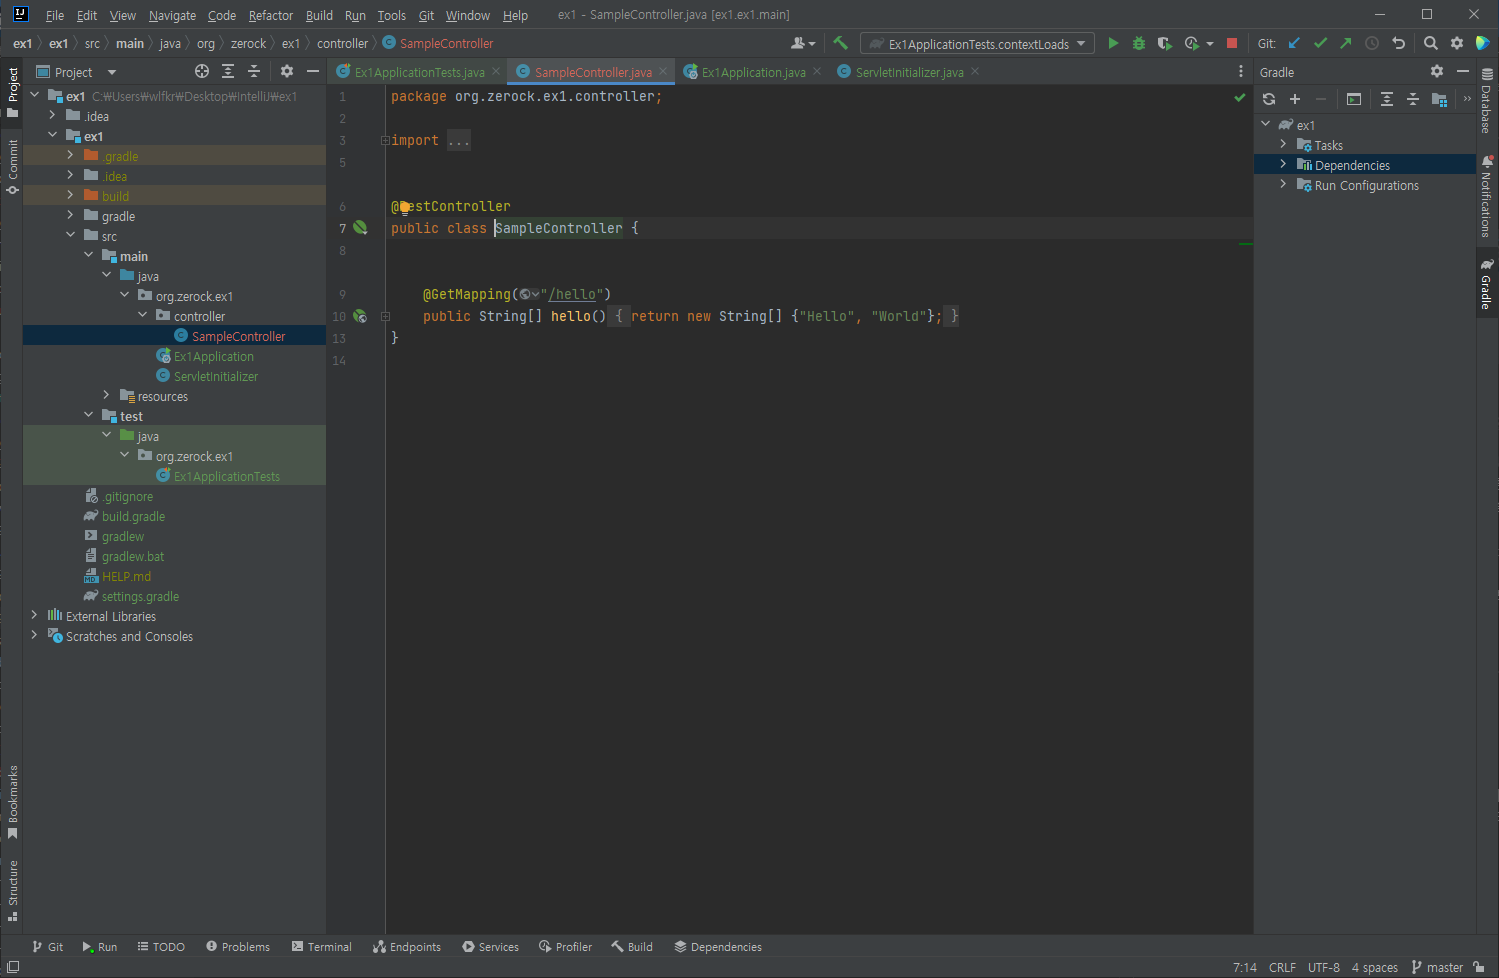 IJ File Edit View Navigate Code Refactor Build Run Tools Git Window Help ex1 - SampleController.java [ex1.ex1.main]
ex1 ex1 src main java org zerock ex1 controller SampleController Ex1ApplicationTests.contextLoads Git:
Project
Ex1ApplicationTests.java SampleController.java Ex1Application.java ServletInitializer.java
Gradle
Project
Commit
Bookmarks
Structure
ex1 C:₩Users₩wlfkr₩Desktop₩IntelliJ₩ex1
.idea
ex1
.gradle
.idea
build
gradle
src
main
java
org.zerock.ex1
controller
SampleController
Ex1Application
ServletInitializer
resources
test
java
org.zerock.ex1
Ex1ApplicationTests
.gitignore
build.gradle
gradlew
gradlew.bat
MD HELP.md
settings.gradle
External Libraries
Scratches and Consoles
1 package org.zerock.ex1.controller;
2
3 import ...
5
6 @RestController
7 public class SampleController {
8
9 @GetMapping("/hello")
10 public String[] hello() { return new String[] {"Hello", "World"}; }
13 }
14
ex1
Tasks
Dependencies
Run Configurations
Database
Notifications
Gradle
Git Run TODO Problems Terminal Endpoints Services Profiler Build Dependencies
7:14 CRLF UTF-8 4 spaces master